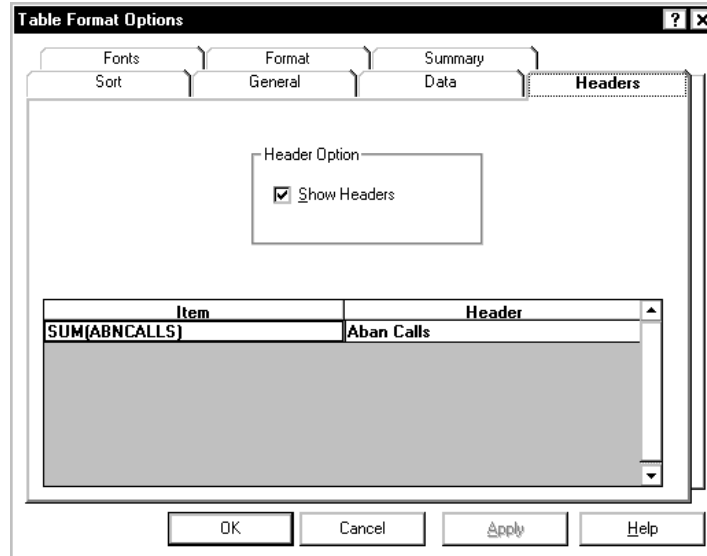 Table Format Options
Fonts Format Summary
Sort General Data Headers
Header Option
Show Headers
Item Header
SUM(ABNCALLS) Aban Calls
OK Cancel Apply Help